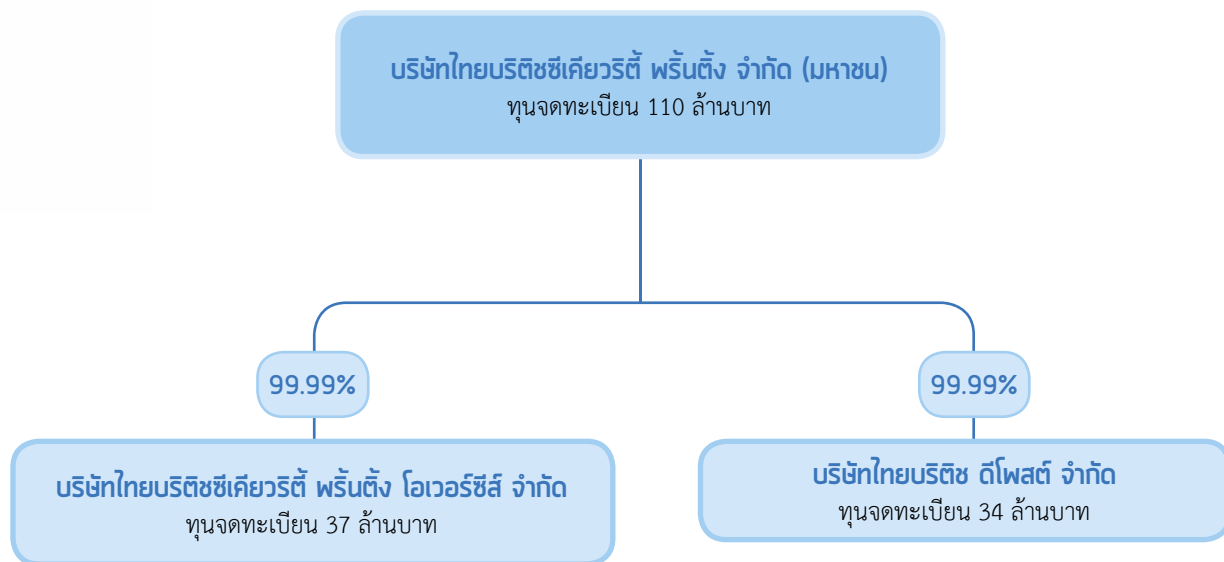 บริษัทไทยบริติชซีเคียวริตี้ พริ้นติ้ง จำกัด (มหาชน)
ทุนจดทะเบียน 110 ล้านบาท
99.99%
99.99%
บริษัทไทยบริติชซีเคียวริตี้ พริ้นติ้ง โอเวอร์ซีส์ จำกัด
ทุนจดทะเบียน 37 ล้านบาท
บริษัทไทยบริติช ดีโพสต์ จำกัด
ทุนจดทะเบียน 34 ล้านบาท